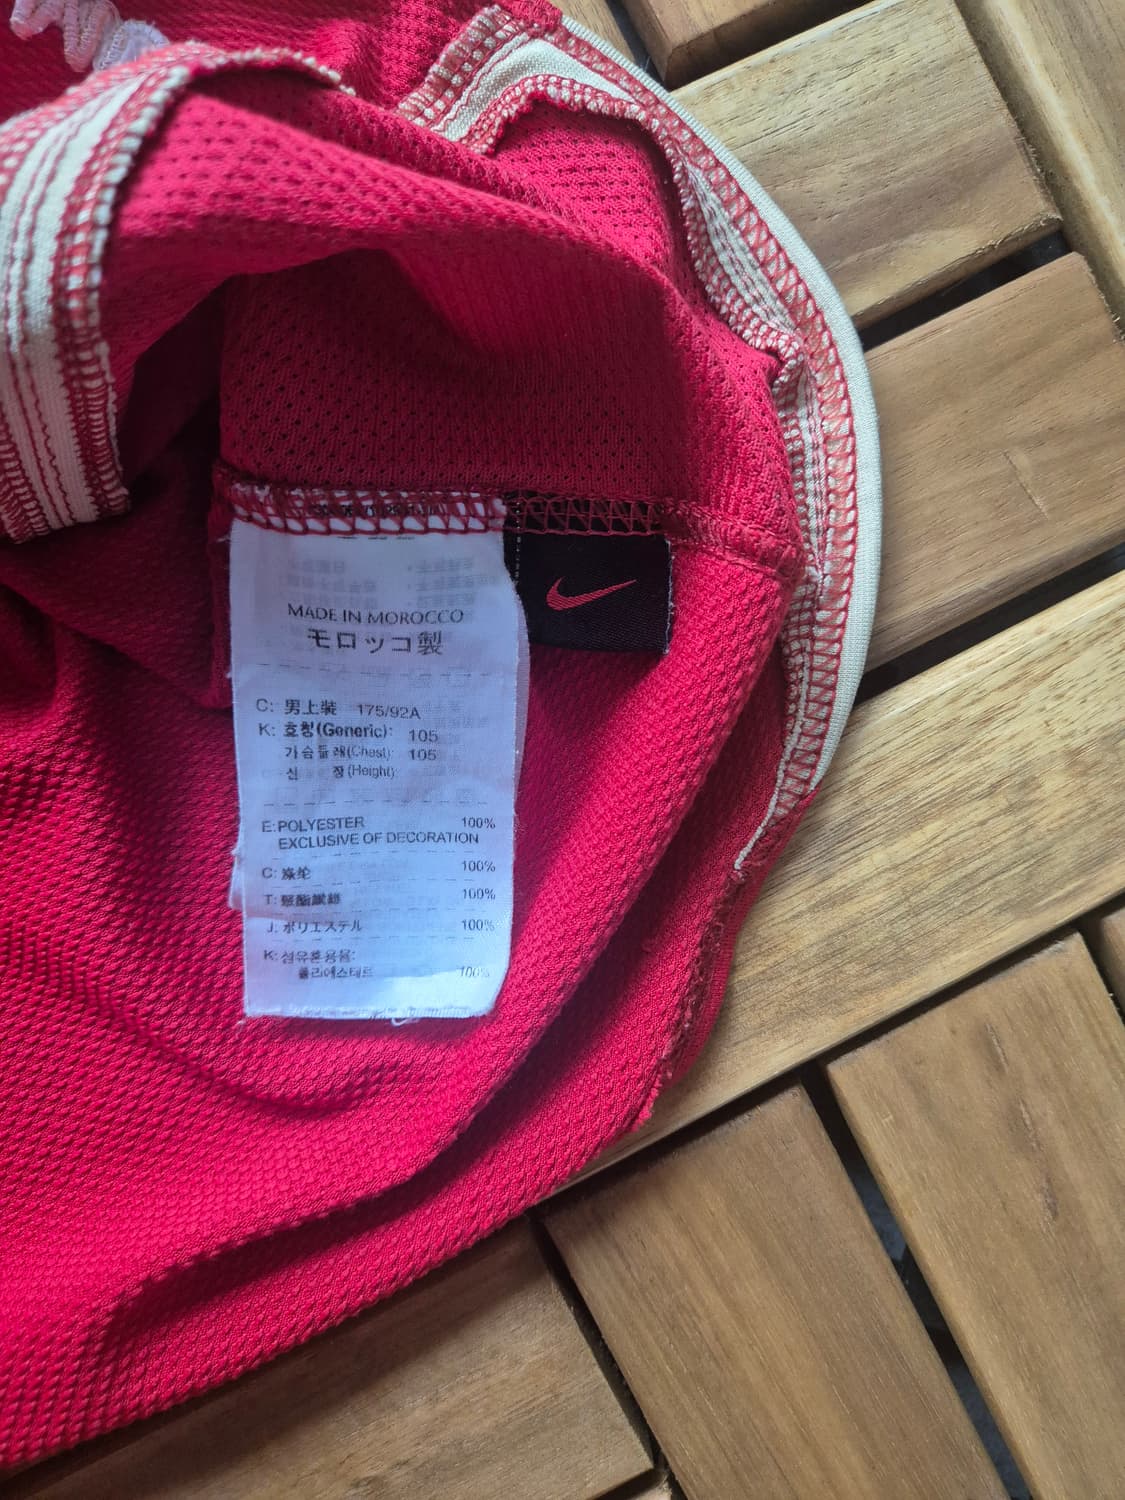 MADE IN MOROCCO
モロッコ製
C: 男上裝 175/92A
K: 호칭(Generic): 105
가슴둘레(Chest): 105
신 장(Height):
E:POLYESTER 100%
EXCLUSIVE OF DECORATION
C: 涤纶 100%
T: 聚酯纖維 100%
J: ポリエステル 100%
K: 섬유혼용율:
폴리에스테르 100%